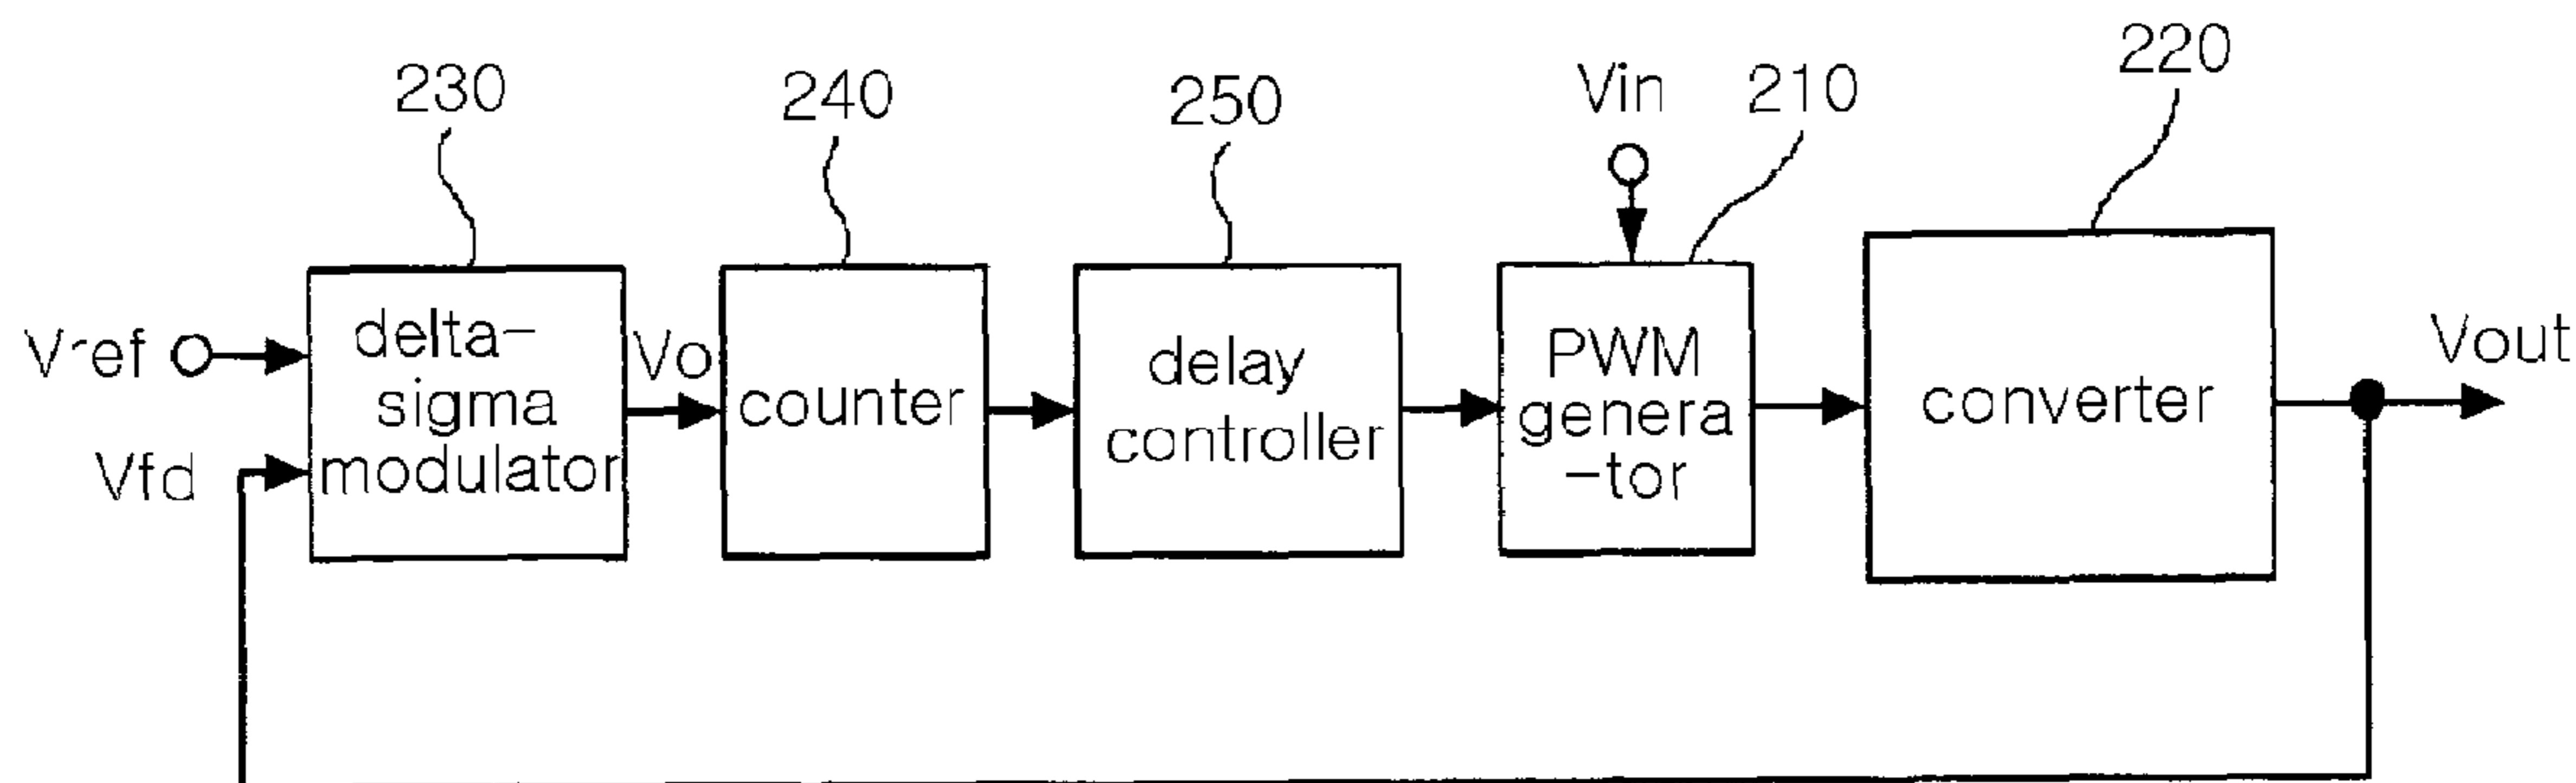 230
240
250
Vin
210
220
Vref
delta-
sigma
modulator
Vo
counter
delay
controller
PWM
genera
-tor
converter
Vout
Vfd